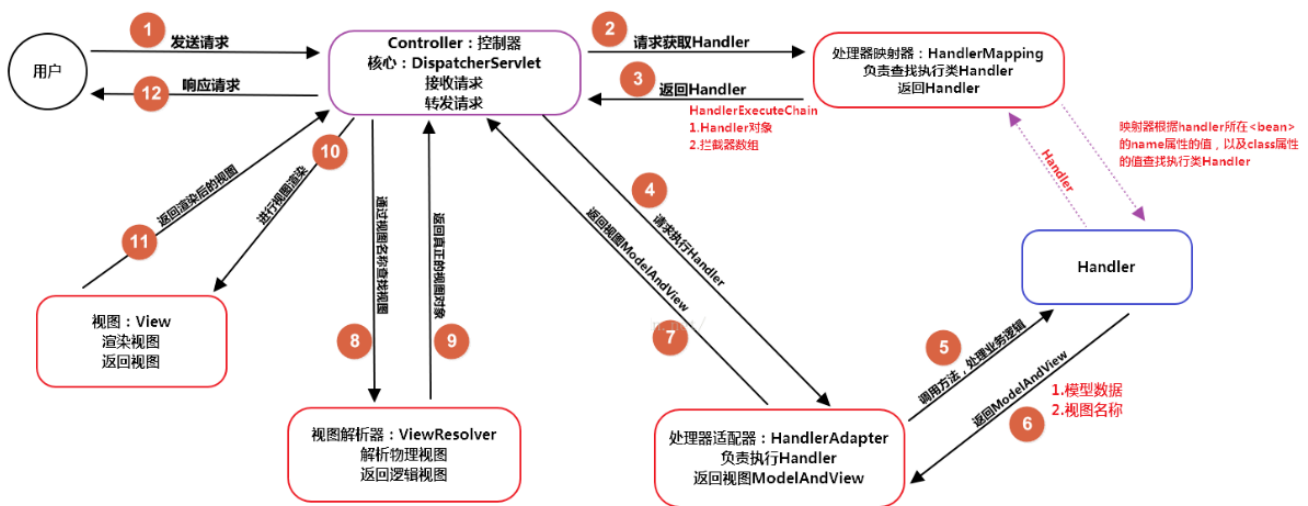 用户
1
发送请求
12
响应请求
Controller：控制器
核心：DispatcherServlet
接收请求
转发请求
2
请求获取Handler
3
返回Handler
HandlerExecuteChain
1.Handler对象
2.拦截器数组
处理器映射器：HandlerMapping
负责查找执行类Handler
返回Handler
Handler
映射器根据handler所在<bean>
的name属性的值，以及class属性
的值查找执行类Handler
Handler
4
请求执行Handler
5
调用方法，处理业务逻辑
6
返回ModelAndView
1.模型数据
2.视图名称
处理器适配器：HandlerAdapter
负责执行Handler
返回视图ModelAndView
7
返回视图ModelAndView
8
通过视图名称查找视图
9
返回真正的视图对象
视图解析器：ViewResolver
解析物理视图
返回逻辑视图
10
进行视图渲染
11
返回渲染后的视图
视图：View
渲染视图
返回视图